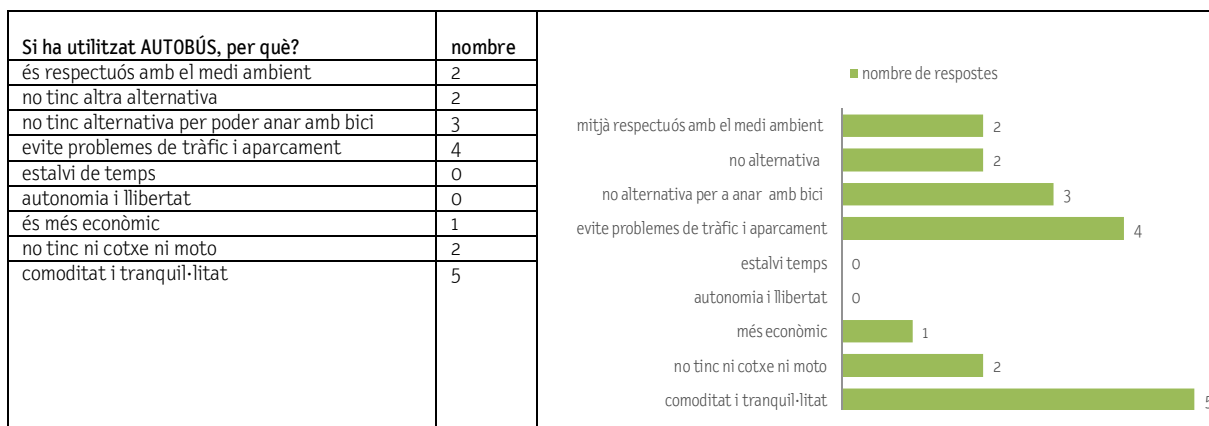 Si ha utilitzat AUTOBÚS, per què? nombre
és respectuós amb el medi ambient 2
no tinc altra alternativa 2
no tinc alternativa per poder anar amb bici 3
evite problemes de tràfic i aparcament 4
estalvi de temps 0
autonomia i llibertat 0
és més econòmic 1
no tinc ni cotxe ni moto 2
comoditat i tranquil·litat 5
nombre de respostes
mitjà respectuós amb el medi ambient 2
no alternativa 2
no alternativa per a anar amb bici 3
evite problemes de tràfic i aparcament 4
estalvi temps 0
autonomia i llibertat 0
més econòmic 1
no tinc ni cotxe ni moto 2
comoditat i tranquil·litat 5